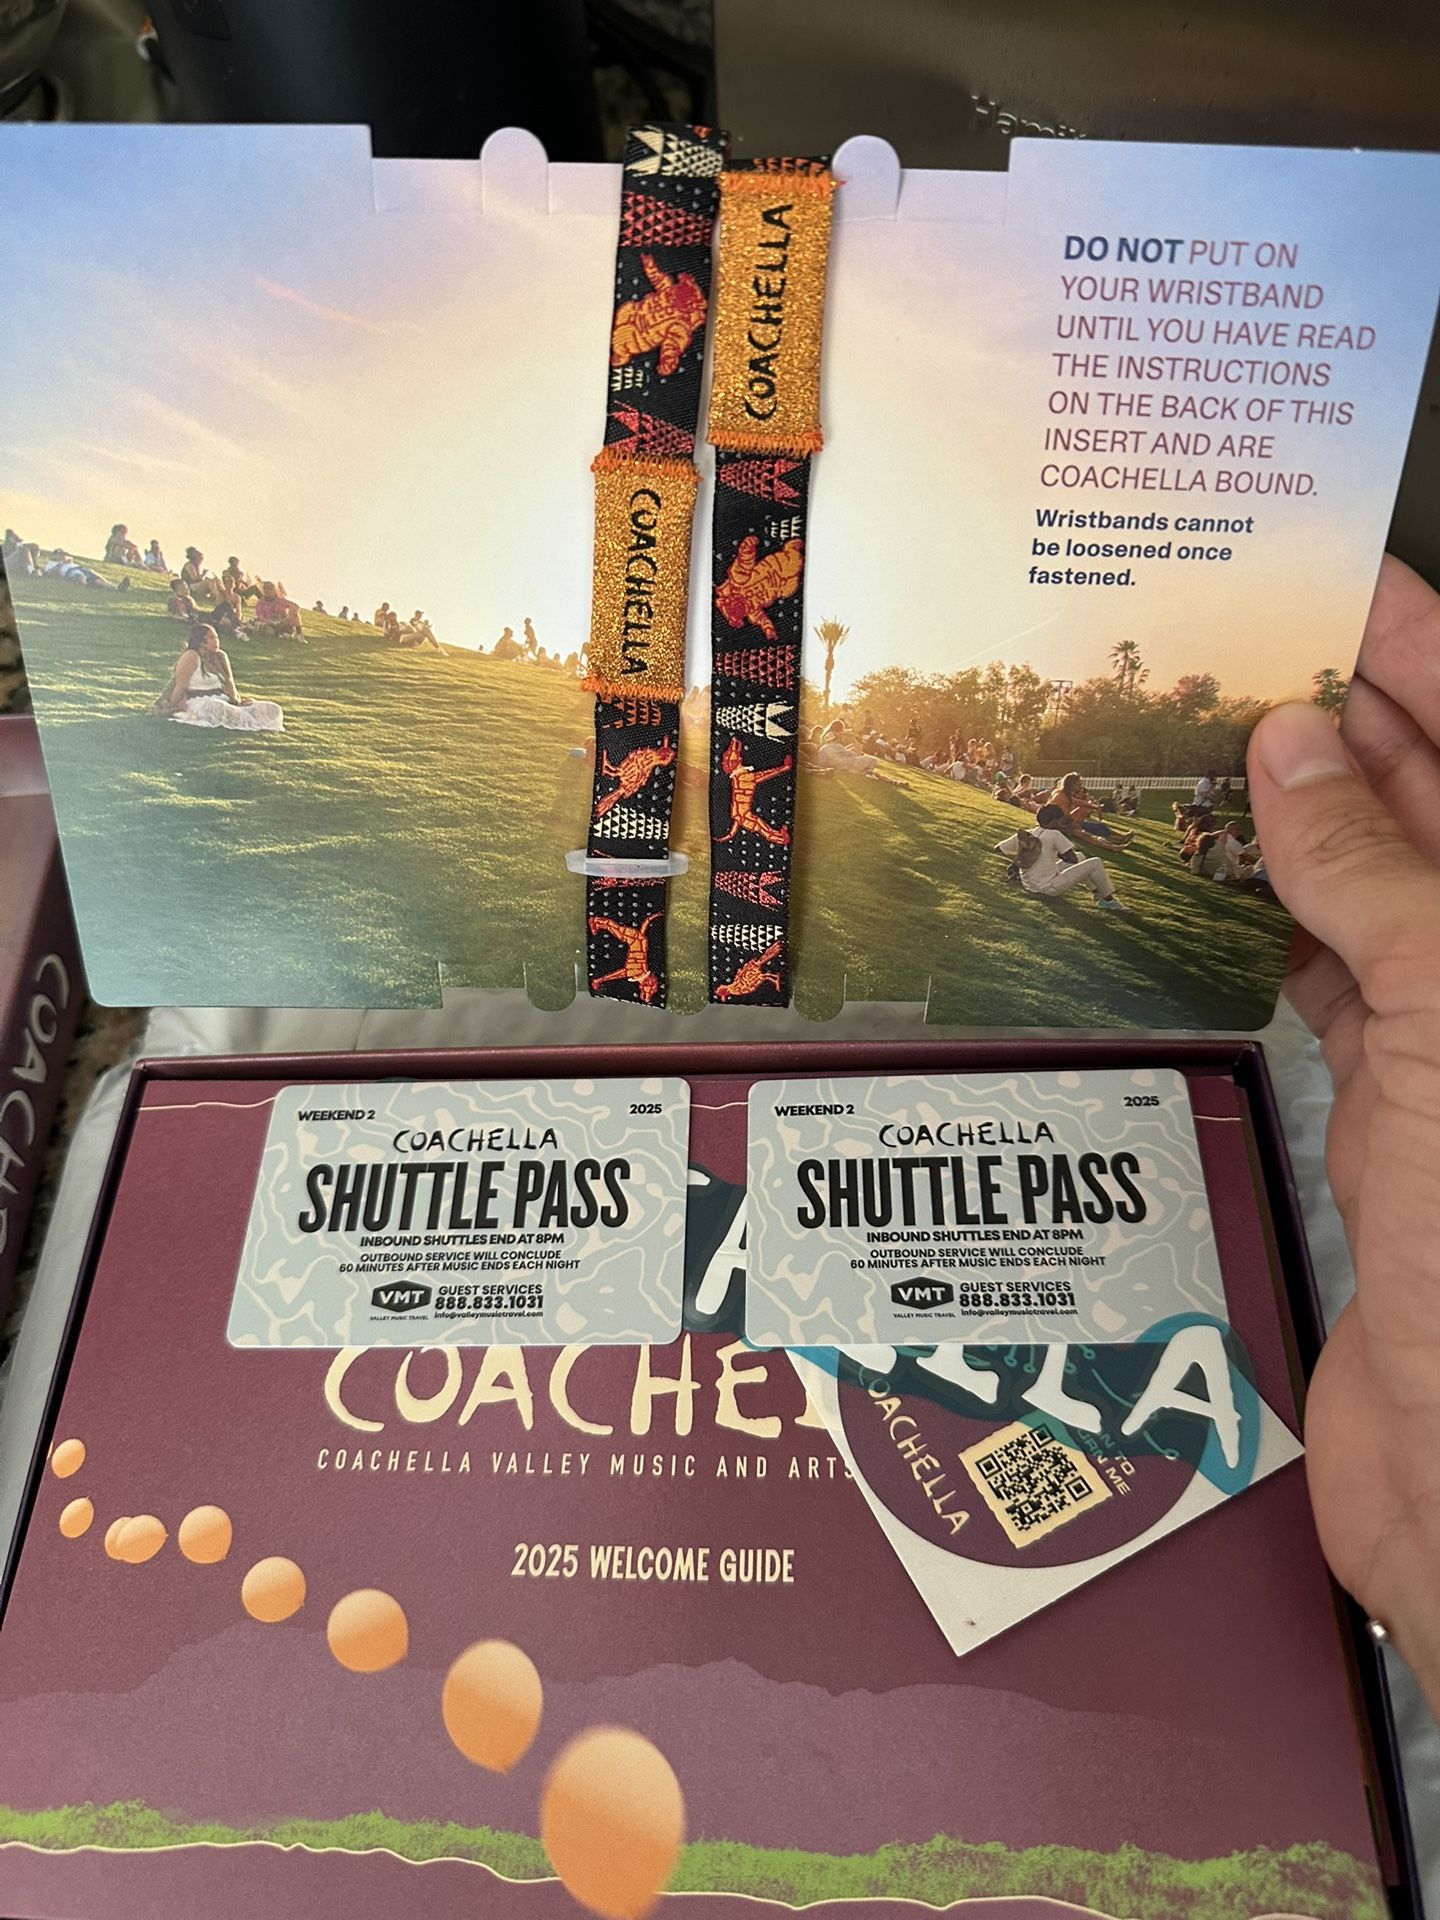 COACHELLA
COACHELLA
DO NOT PUT ON
YOUR WRISTBAND
UNTIL YOU HAVE READ
THE INSTRUCTIONS
ON THE BACK OF THIS
INSERT AND ARE
COACHELLA BOUND.
Wristbands cannot
be loosened once
fastened.
WEEKEND 2
2025
COACHELLA
SHUTTLE PASS
INBOUND SHUTTLES END AT 8PM
OUTBOUND SERVICE WILL CONCLUDE
60 MINUTES AFTER MUSIC ENDS EACH NIGHT
VMT
VALLEY MUSIC TRAVEL
GUEST SERVICES
888.833.1031
info@valleymusictravel.com
WEEKEND 2
2025
COACHELLA
SHUTTLE PASS
INBOUND SHUTTLES END AT 8PM
OUTBOUND SERVICE WILL CONCLUDE
60 MINUTES AFTER MUSIC ENDS EACH NIGHT
VMT
VALLEY MUSIC TRAVEL
GUEST SERVICES
888.833.1031
info@valleymusictravel.com
COACHE
COACHELLA VALLEY MUSIC AND ARTS
2025 WELCOME GUIDE
LLA
COACHELLA
TO
ME